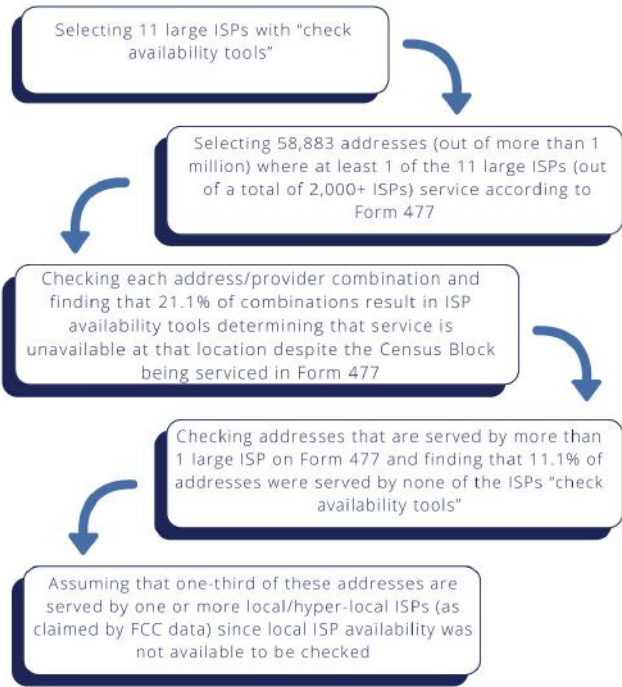 Selecting 11 large ISPs with “check
availability tools”
Selecting 58,883 addresses (out of more than 1
million) where at least 1 of the 11 large ISPs (out
of a total of 2,000+ ISPs) service according to
Form 477
Checking each address/provider combination and
finding that 21.1% of combinations result in ISP
availability tools determining that service is
unavailable at that location despite the Census Block
being serviced in Form 477
Checking addresses that are served by more than
1 large ISP on Form 477 and finding that 11.1% of
addresses were served by none of the ISPs “check
availability tools”
Assuming that one-third of these addresses are
served by one or more local/hyper-local ISPs (as
claimed by FCC data) since local ISP availability was
not available to be checked